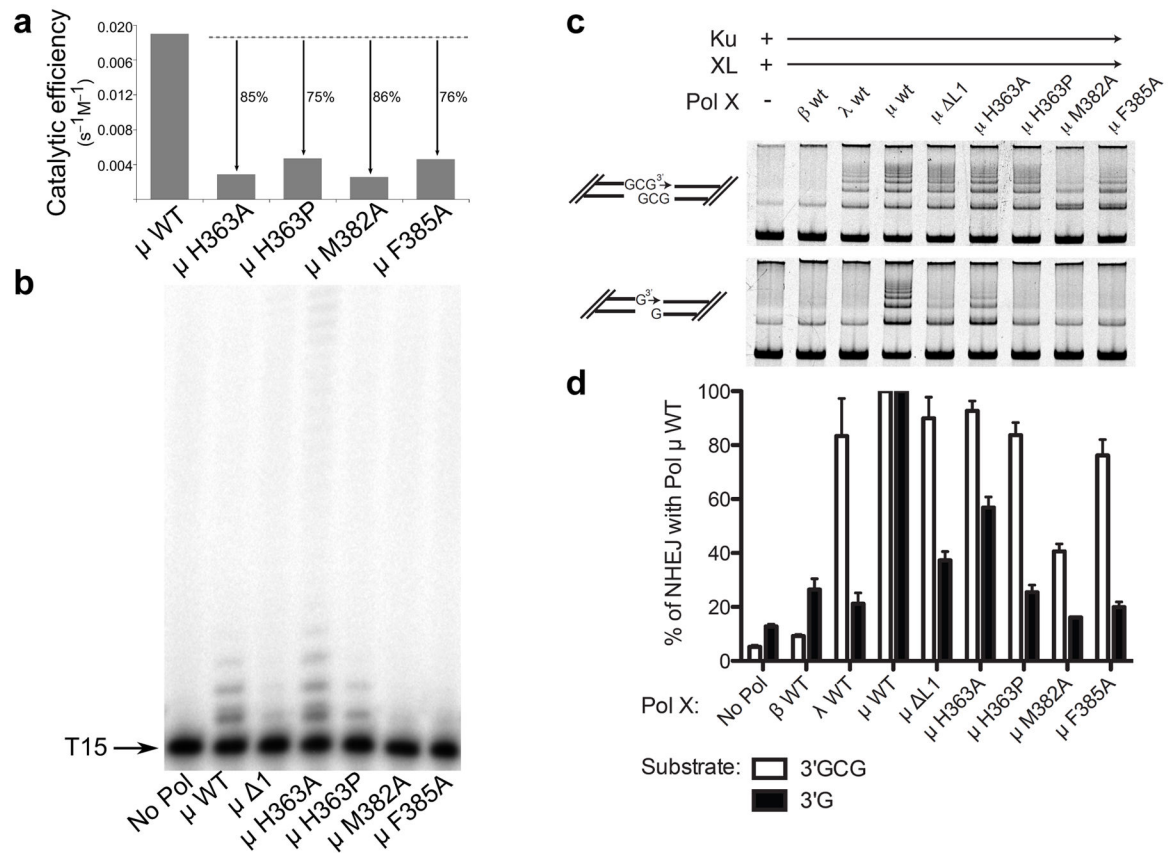 a
Catalytic efficiency
(s⁻¹M⁻¹)
0.020
0.006
0.012
0.008
0.004
85%
75%
86%
76%
μ WT
μ H363A
μ H363P
μ M382A
μ F385A
b
T15
No Pol
μ WT
μ Δ1
μ H363A
μ H363P
μ M382A
μ F385A
c
Ku +
XL +
Pol X - β wt λ wt μ wt μ ΔL1 μ H363A μ H363P μ M382A μ F385A
GCG3'
GCG
G3'
G
d
% of NHEJ with Pol μ WT
100
80
60
40
20
0
Pol X: No Pol β WT λ WT μ WT μ ΔL1 μ H363A μ H363P μ M382A μ F385A
Substrate: 3'GCG
3'G